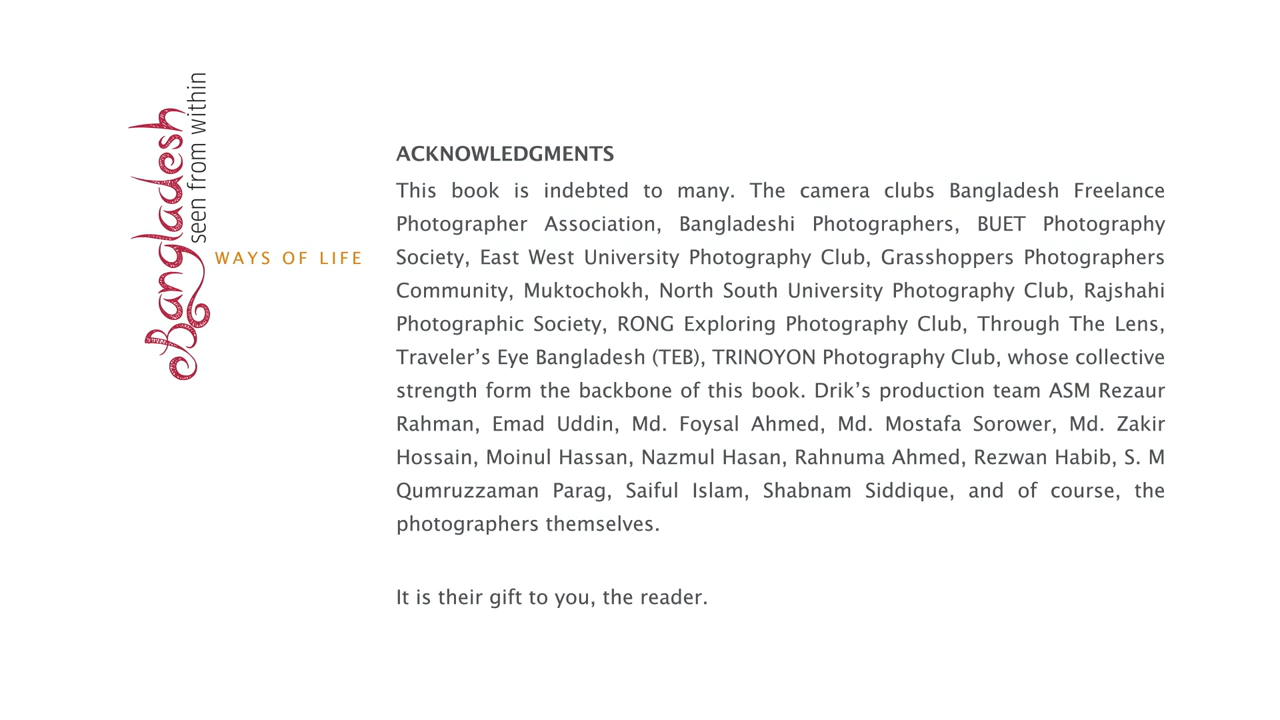 Bangladesh
seen from within
WAYS OF LIFE
ACKNOWLEDGMENTS
This book is indebted to many. The camera clubs Bangladesh Freelance
Photographer Association, Bangladeshi Photographers, BUET Photography
Society, East West University Photography Club, Grasshoppers Photographers
Community, Muktochokh, North South University Photography Club, Rajshahi
Photographic Society, RONG Exploring Photography Club, Through The Lens,
Traveler’s Eye Bangladesh (TEB), TRINOYON Photography Club, whose collective
strength form the backbone of this book. Drik’s production team ASM Rezaur
Rahman, Emad Uddin, Md. Foysal Ahmed, Md. Mostafa Sorower, Md. Zakir
Hossain, Moinul Hassan, Nazmul Hasan, Rahnuma Ahmed, Rezwan Habib, S. M
Qumruzzaman Parag, Saiful Islam, Shabnam Siddique, and of course, the
photographers themselves.
It is their gift to you, the reader.